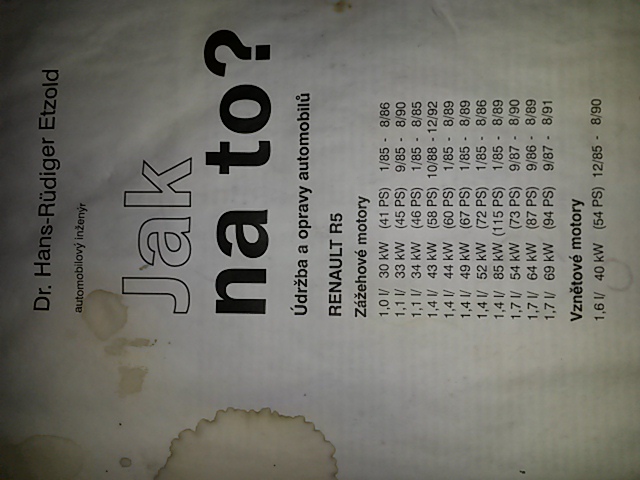 Dr. Hans-Rüdiger Etzold
automobilový inženýr
Jak
na to?
Údržba a opravy automobilů
RENAULT R5
Zážehové motory
1,0 l/ 30 kW (41 PS) 1/85 - 8/86
1,1 l/ 33 kW (45 PS) 9/85 - 8/90
1,1 l/ 34 kW (46 PS) 1/85 - 8/85
1,4 l/ 43 kW (58 PS) 10/88 - 12/92
1,4 l/ 44 kW (60 PS) 1/85 - 8/89
1,4 l/ 49 kW (67 PS) 1/85 - 8/89
1,4 l/ 52 kW (72 PS) 1/85 - 8/86
1,4 l/ 85 kW (115 PS) 1/85 - 8/89
1,7 l/ 54 kW (73 PS) 9/87 - 8/90
1,7 l/ 64 kW (87 PS) 9/86 - 8/89
1,7 l/ 69 kW (94 PS) 9/87 - 8/91
Vznětové motory
1,6 l/ 40 kW (54 PS) 12/85 - 8/90